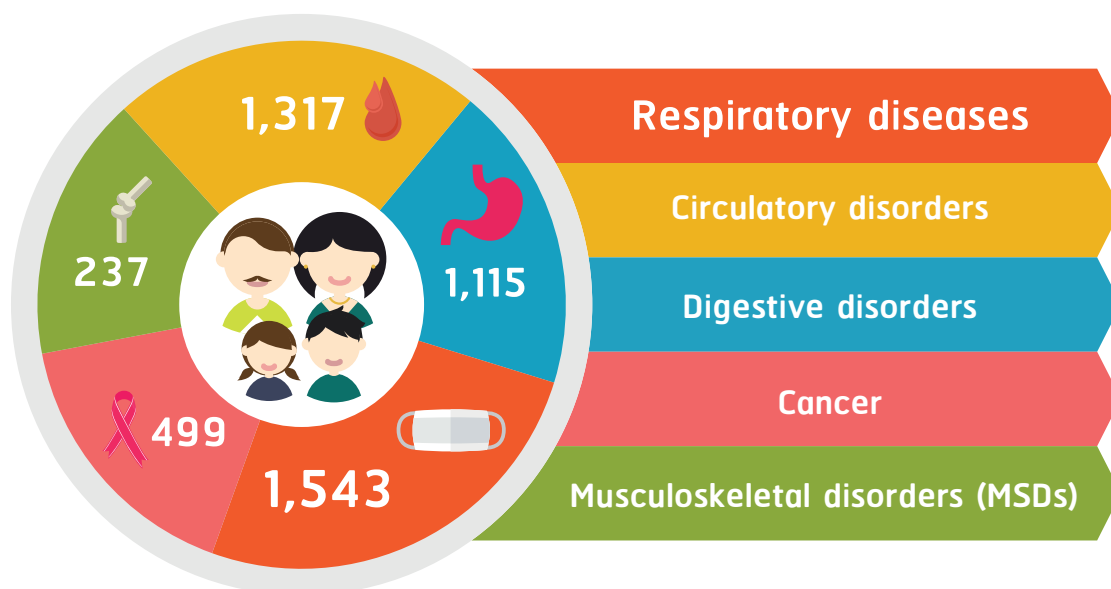 1,317
237
1,115
499
1,543
Respiratory diseases
Circulatory disorders
Digestive disorders
Cancer
Musculoskeletal disorders (MSDs)